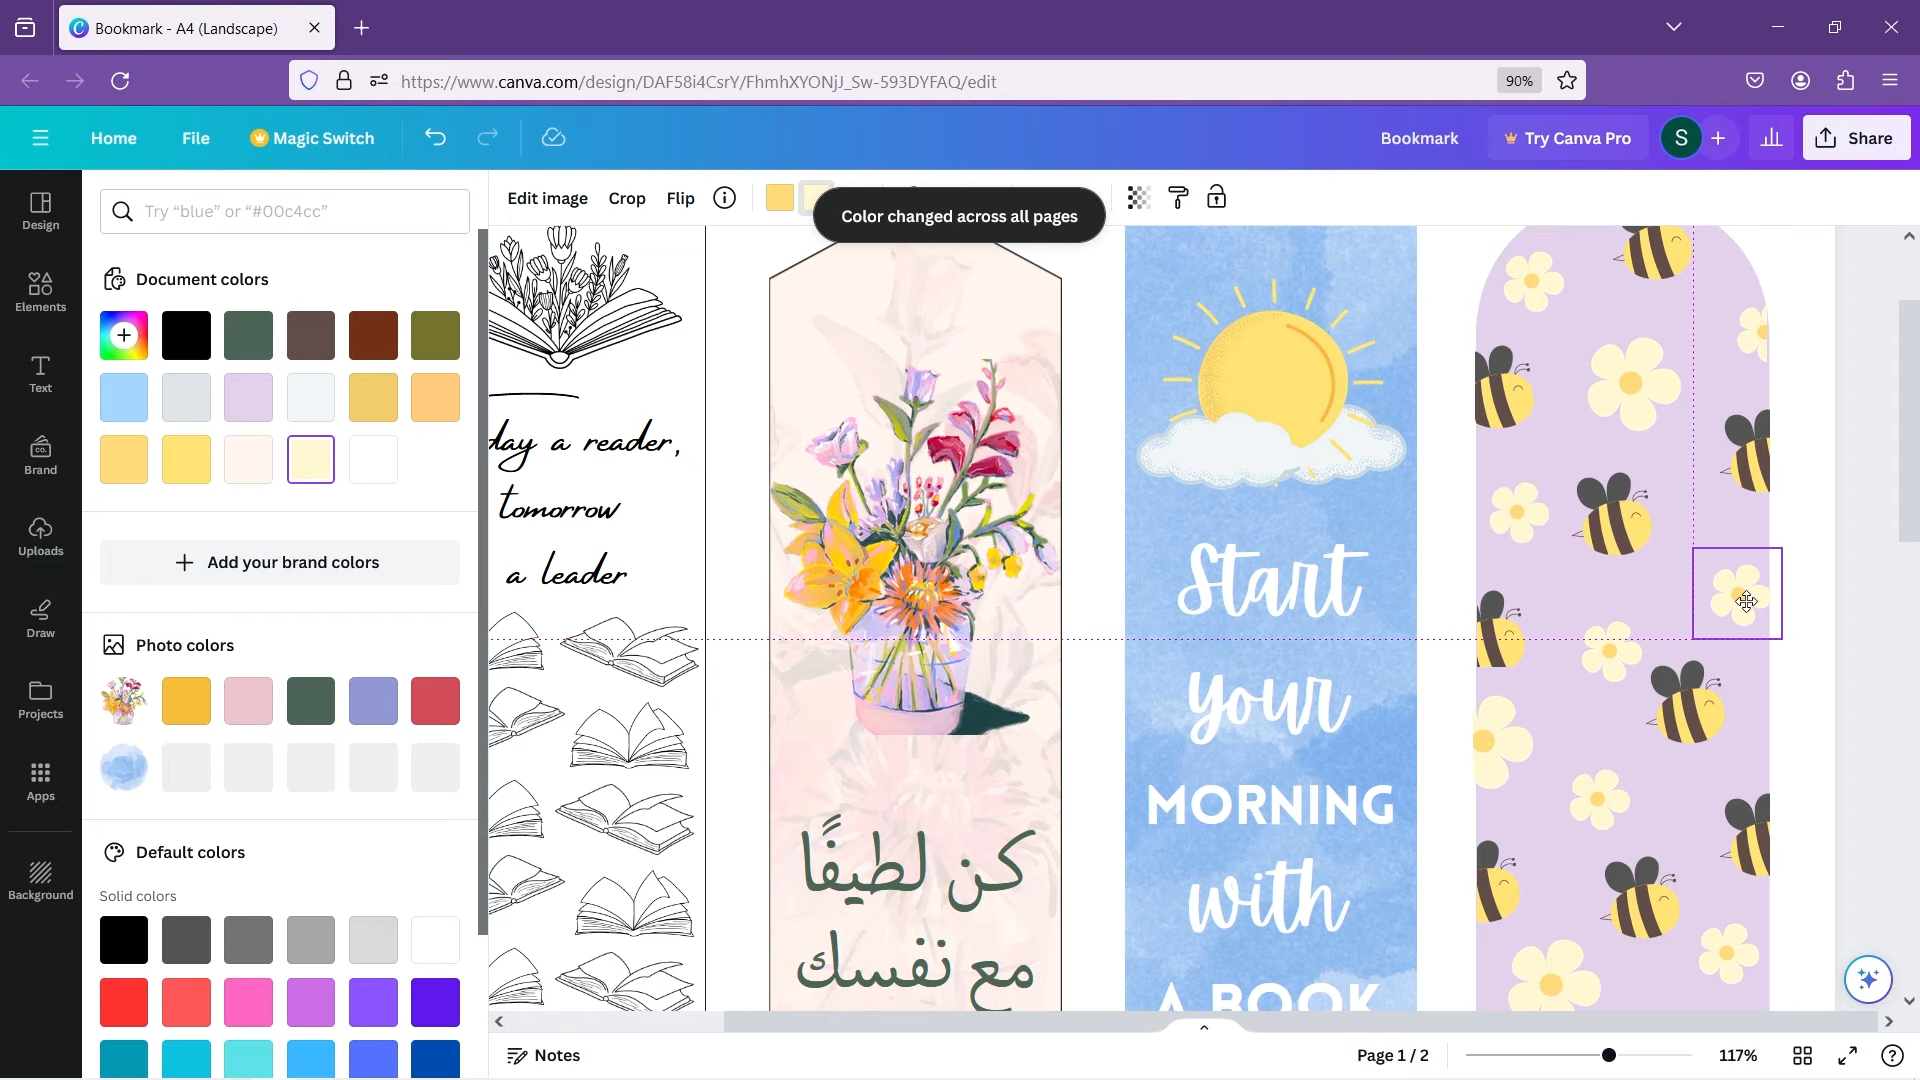 Bookmark - A4 (Landscape)
https://www.canva.com/design/DAF58i4CsrY/FhmhXYONjJ_Sw-593DYFAQ/edit
90%
Home
File
Magic Switch
Bookmark
Try Canva Pro
S
Share
Design
Elements
Text
Brand
Uploads
Draw
Projects
Apps
Background
Try “blue” or “#00c4cc”
Document colors
Add your brand colors
Photo colors
Default colors
Solid colors
Edit image
Crop
Flip
Color changed across all pages
day a reader,
tomorrow
a leader
كن لطيفًا
مع نفسك
Start
your
MORNING
with
A BOOK
Notes
Page 1 / 2
117%